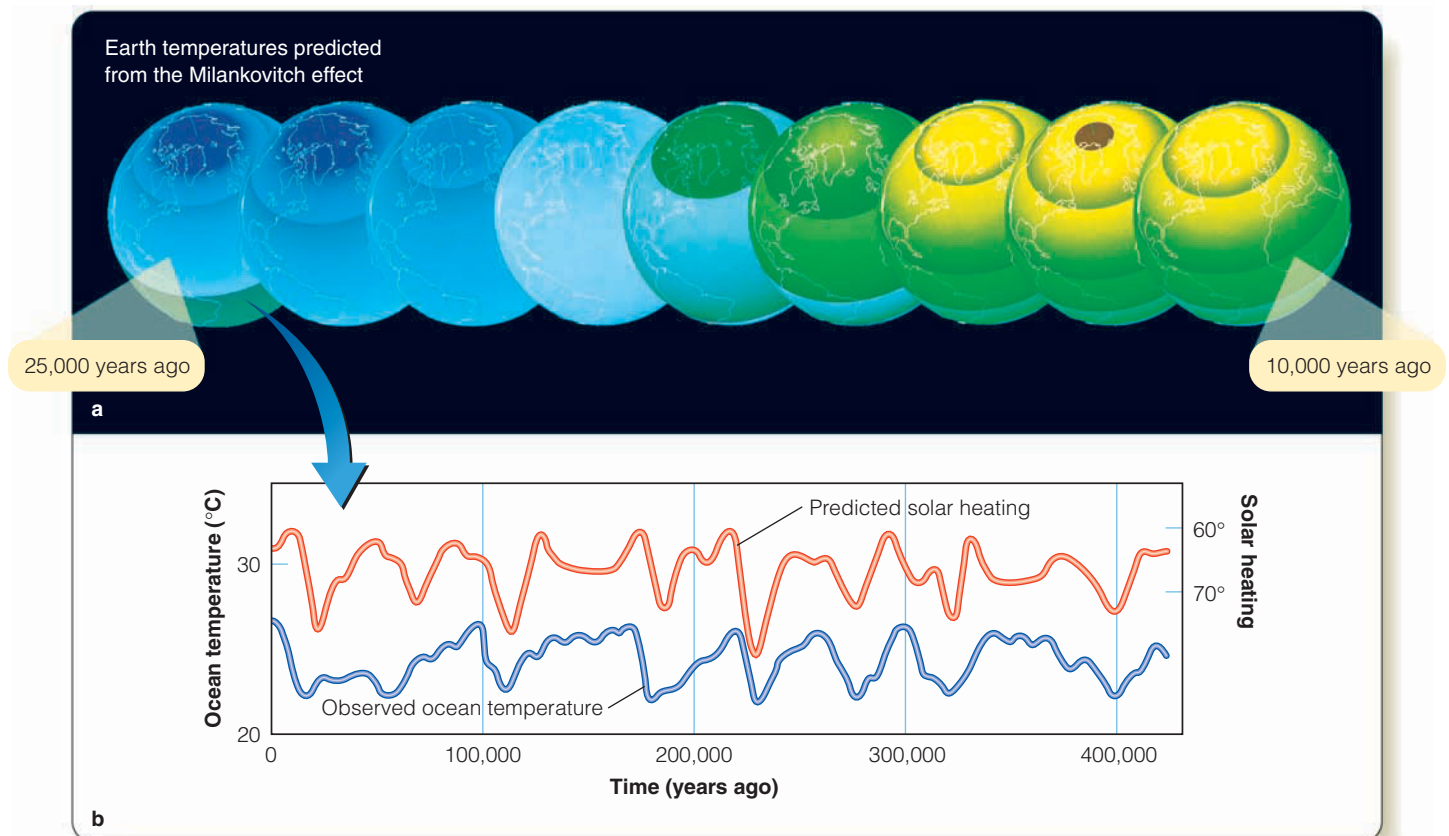 Earth temperatures predicted
from the Milankovitch effect
25,000 years ago
10,000 years ago
a
Ocean temperature (°C)
30
20
Predicted solar heating
Observed ocean temperature
60°
70°
Solar heating
0
100,000
200,000
300,000
400,000
Time (years ago)
b